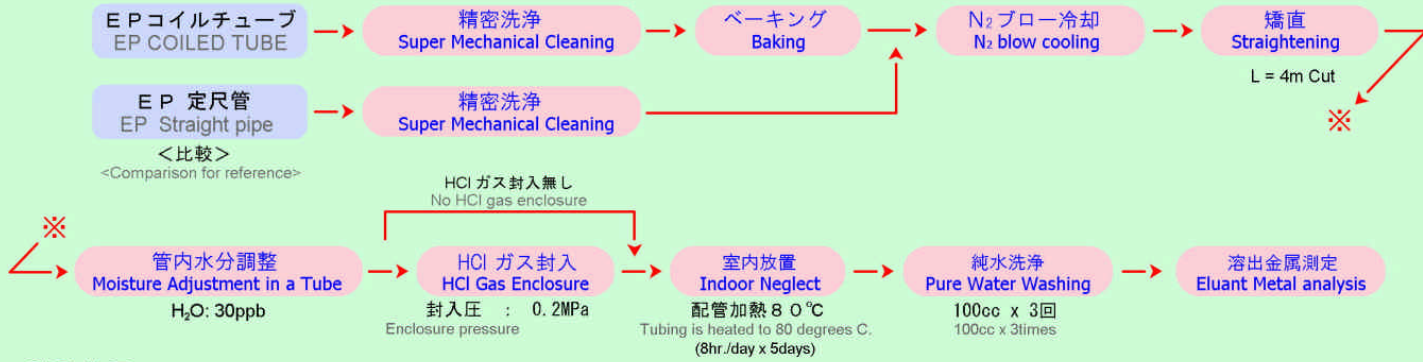 EPコイルチューブ
EP COILED TUBE
精密洗浄
Super Mechanical Cleaning
ベーキング
Baking
N₂ブロー冷却
N₂ blow cooling
矯直
Straightening
L = 4m Cut
EP 定尺管
EP Straight pipe
精密洗浄
Super Mechanical Cleaning
※
<比較>
<Comparison for reference>
HCl ガス封入無し
No HCl gas enclosure
※
管内水分調整
Moisture Adjustment in a Tube
H₂O: 30ppb
HCl ガス封入
HCl Gas Enclosure
封入圧 : 0.2MPa
Enclosure pressure
室内放置
Indoor Neglect
配管加熱80℃
Tubing is heated to 80 degrees C.
(8hr./day x 5days)
純水洗浄
Pure Water Washing
100cc x 3回
100cc x 3times
溶出金属測定
Eluant Metal analysis